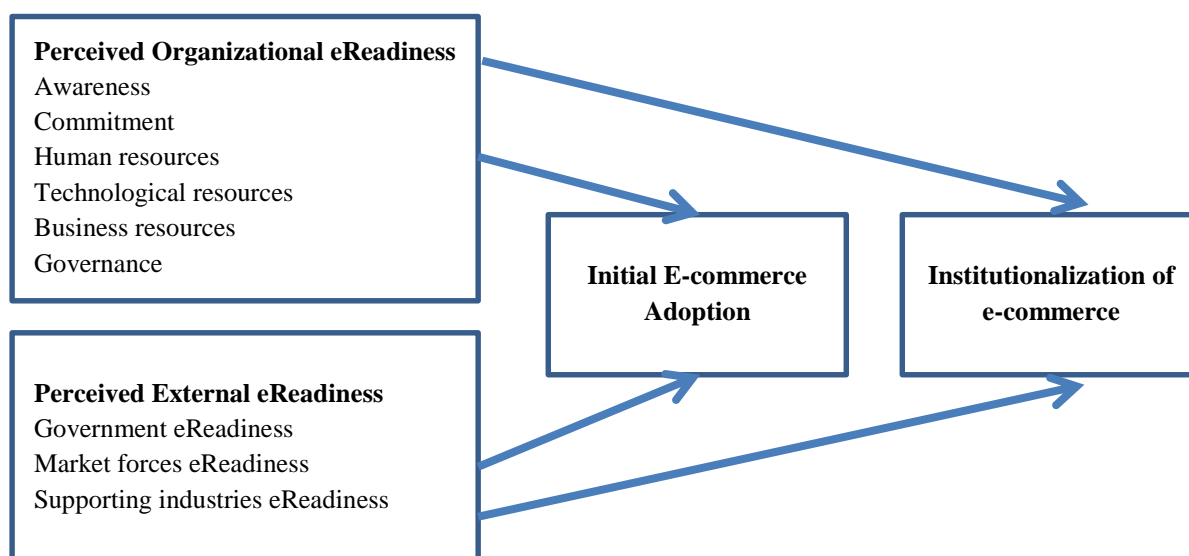 Perceived Organizational eReadiness
Awareness
Commitment
Human resources
Technological resources
Business resources
Governance
Initial E-commerce
Adoption
Institutionalization of
e-commerce
Perceived External eReadiness
Government eReadiness
Market forces eReadiness
Supporting industries eReadiness